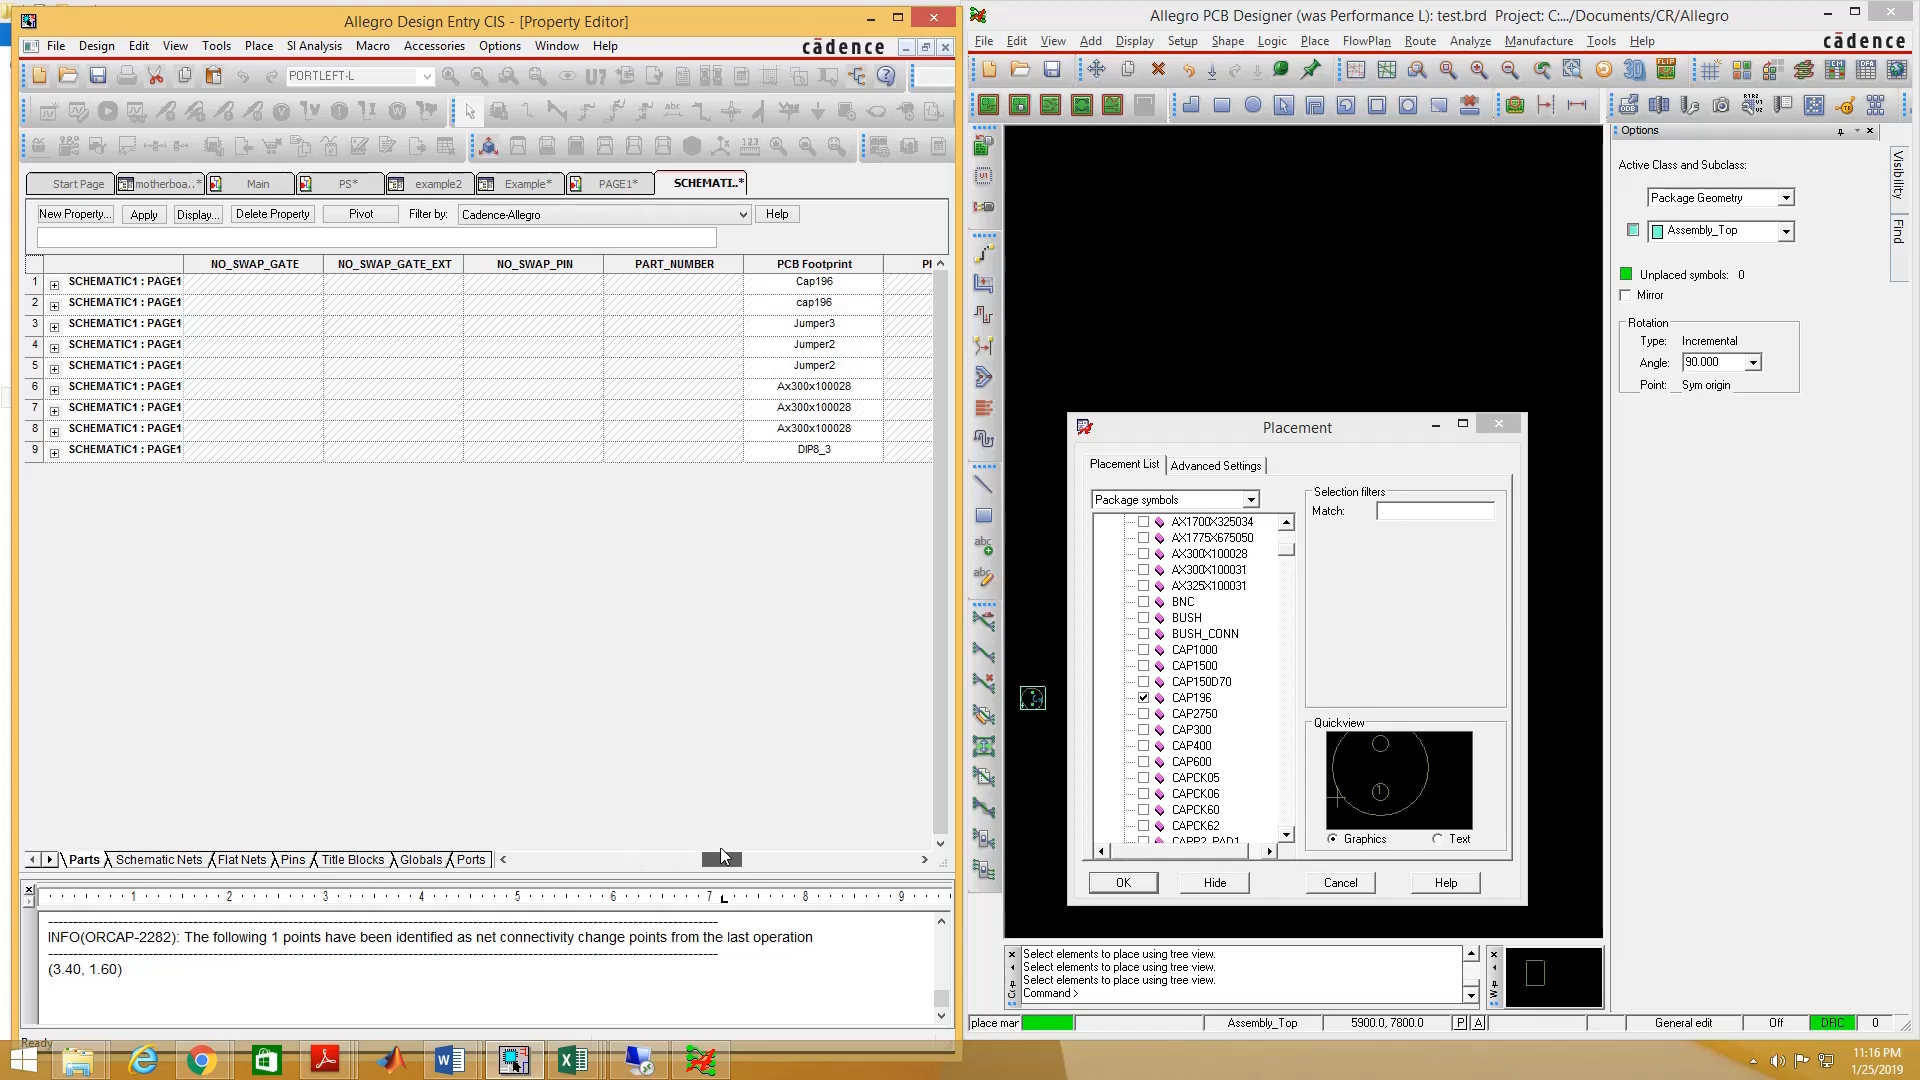 Allegro Design Entry CIS - [Property Editor]
File Edit View Tools Place SI Analysis Macro Accessories Options Window Help
cādence
PORTLEFT-L
Start Page motherboa..* Main PS* example2 Example* PAGE1* SCHEMATI..*
New Property... Apply Display... Delete Property Pivot Filter by: Cadence-Allegro Help
NO_SWAP_GATE NO_SWAP_GATE_EXT NO_SWAP_PIN PART_NUMBER PCB Footprint
1 SCHEMATIC1 : PAGE1 Cap196
2 SCHEMATIC1 : PAGE1 cap196
3 SCHEMATIC1 : PAGE1 Jumper3
4 SCHEMATIC1 : PAGE1 Jumper2
5 SCHEMATIC1 : PAGE1 Jumper2
6 SCHEMATIC1 : PAGE1 Ax300x100028
7 SCHEMATIC1 : PAGE1 Ax300x100028
8 SCHEMATIC1 : PAGE1 Ax300x100028
9 SCHEMATIC1 : PAGE1 DIP8_3
Parts Schematic Nets Flat Nets Pins Title Blocks Globals Ports
1 2 3 4 5 6 7 8 9
INFO(ORCAP-2282): The following 1 points have been identified as net connectivity change points from the last operation
(3.40, 1.60)
Ready
Allegro PCB Designer (was Performance L): test.brd Project: C:.../Documents/CR/Allegro
File Edit View Add Display Setup Shape Logic Place FlowPlan Route Analyze Manufacture Tools Help
cādence
Options
Active Class and Subclass:
Package Geometry
Assembly_Top
Unplaced symbols: 0
Mirror
Rotation
Type: Incremental
Angle: 90.000
Point: Sym origin
Visibility
Find
Placement
Placement List Advanced Settings
Package symbols
Selection filters
Match:
AX1700X325034
AX1775X675050
AX300X100028
AX300X100031
AX325X100031
BNC
BUSH
BUSH_CONN
CAP1000
CAP1500
CAP150D70
CAP196
CAP2750
CAP300
CAP400
CAP600
CAPCK05
CAPCK06
CAPCK60
CAPCK62
CAPP2_PAD1
Quickview
1
Graphics Text
OK Hide Cancel Help
Select elements to place using tree view.
Select elements to place using tree view.
Select elements to place using tree view.
Command >
place mar Assembly_Top 5900.0, 7800.0 P A General edit Off DRC 0
11:16 PM
1/25/2019